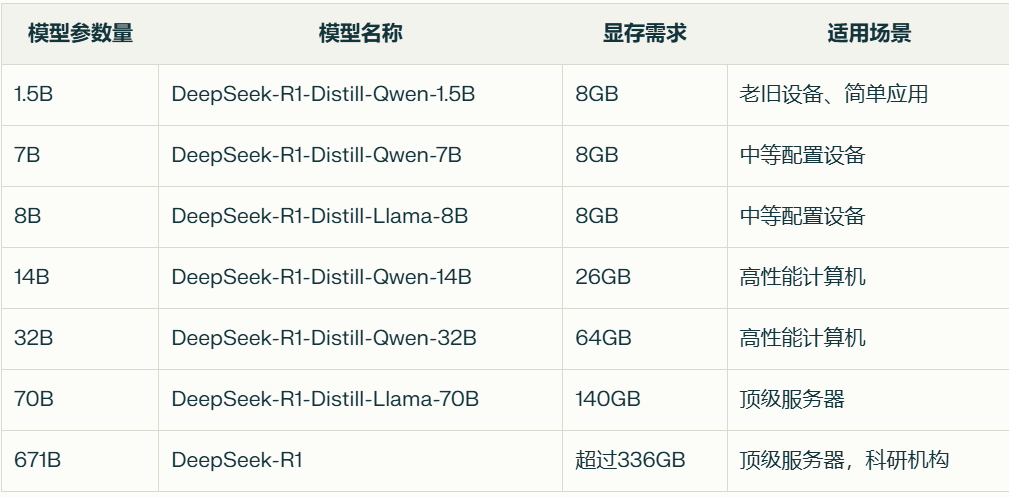 模型参数量 模型名称 显存需求 适用场景
1.5B DeepSeek-R1-Distill-Qwen-1.5B 8GB 老旧设备、简单应用
7B DeepSeek-R1-Distill-Qwen-7B 8GB 中等配置设备
8B DeepSeek-R1-Distill-Llama-8B 8GB 中等配置设备
14B DeepSeek-R1-Distill-Qwen-14B 26GB 高性能计算机
32B DeepSeek-R1-Distill-Qwen-32B 64GB 高性能计算机
70B DeepSeek-R1-Distill-Llama-70B 140GB 顶级服务器
671B DeepSeek-R1 超过336GB 顶级服务器，科研机构